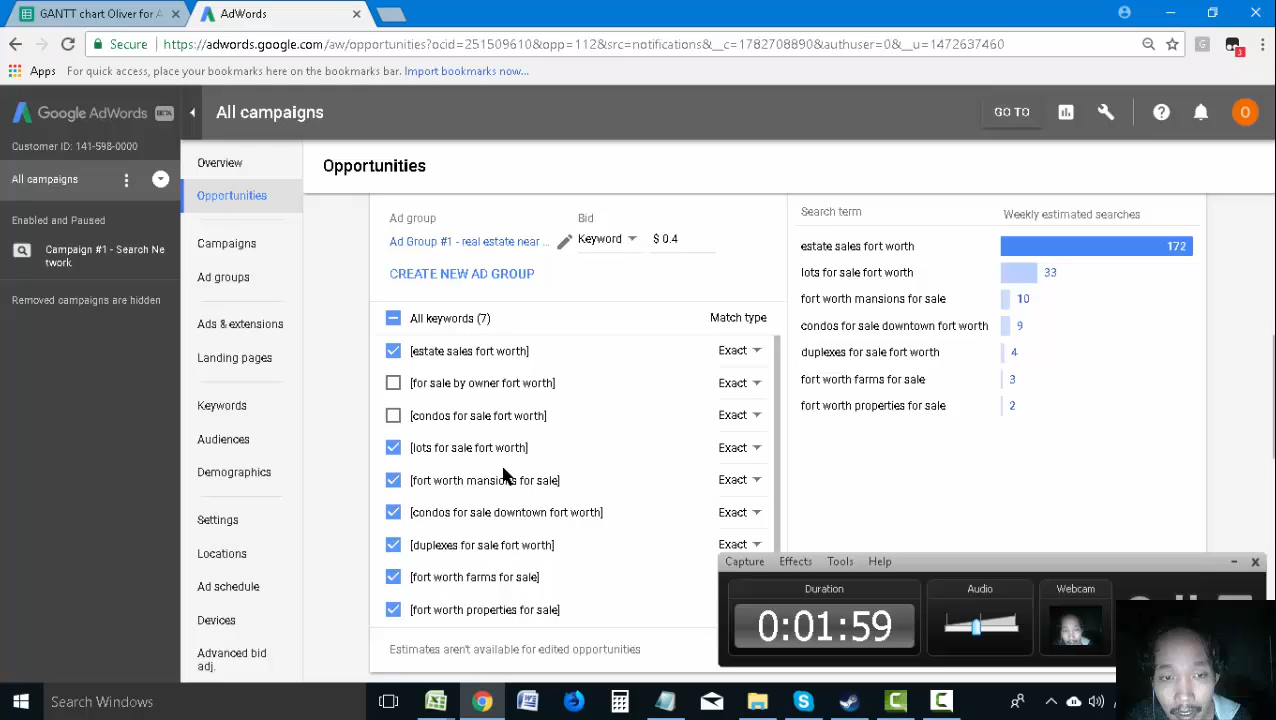 GANTT chart Oliver for A
AdWords
Secure
https://adwords.google.com/aw/opportunities?ocid=251509610&opp=112&src=notifications&__c=1782708890&authuser=0&__u=1472637460
Apps
For quick access, place your bookmarks here on the bookmarks bar. Import bookmarks now...
Google AdWords BETA
All campaigns
GO TO
O
Customer ID: 141-598-0000
All campaigns
Enabled and Paused
Campaign #1 - Search Ne
twork
Removed campaigns are hidden
Overview
Opportunities
Campaigns
Ad groups
Ads & extensions
Landing pages
Keywords
Audiences
Demographics
Settings
Locations
Ad schedule
Devices
Advanced bid
adj.
Opportunities
Ad group
Bid
Ad Group #1 - real estate near ...
Keyword
$ 0.4
CREATE NEW AD GROUP
All keywords (7)
Match type
[estate sales fort worth]
Exact
[for sale by owner fort worth]
Exact
[condos for sale fort worth]
Exact
[lots for sale fort worth]
Exact
[fort worth mansions for sale]
Exact
[condos for sale downtown fort worth]
Exact
[duplexes for sale fort worth]
Exact
[fort worth farms for sale]
[fort worth properties for sale]
Estimates aren't available for edited opportunities
Search term
Weekly estimated searches
estate sales fort worth
172
lots for sale fort worth
33
fort worth mansions for sale
10
condos for sale downtown fort worth
9
duplexes for sale fort worth
4
fort worth farms for sale
3
fort worth properties for sale
2
Capture
Effects
Tools
Help
Duration
0:01:59
Audio
Webcam
Search Windows